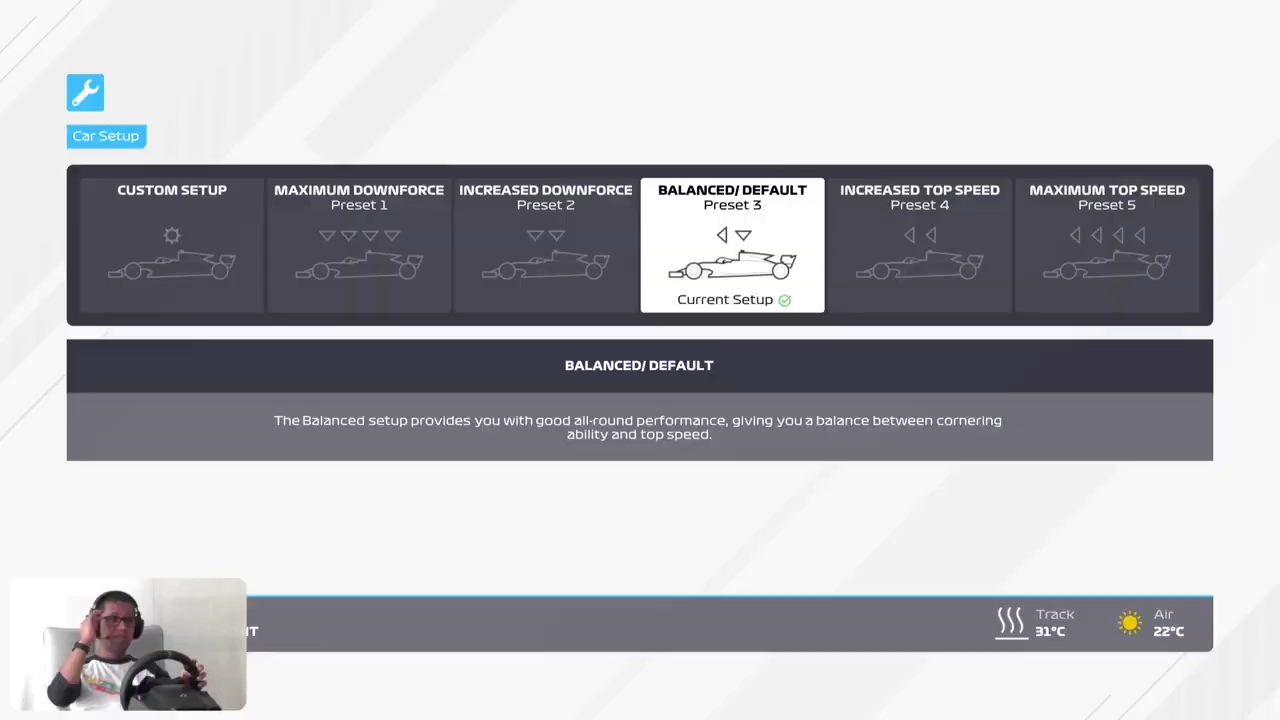 Car Setup
CUSTOM SETUP
MAXIMUM DOWNFORCE
Preset 1
INCREASED DOWNFORCE
Preset 2
BALANCED/ DEFAULT
Preset 3
Current Setup
INCREASED TOP SPEED
Preset 4
MAXIMUM TOP SPEED
Preset 5
BALANCED/ DEFAULT
The Balanced setup provides you with good all-round performance, giving you a balance between cornering
ability and top speed.
Track
31°C
Air
22°C